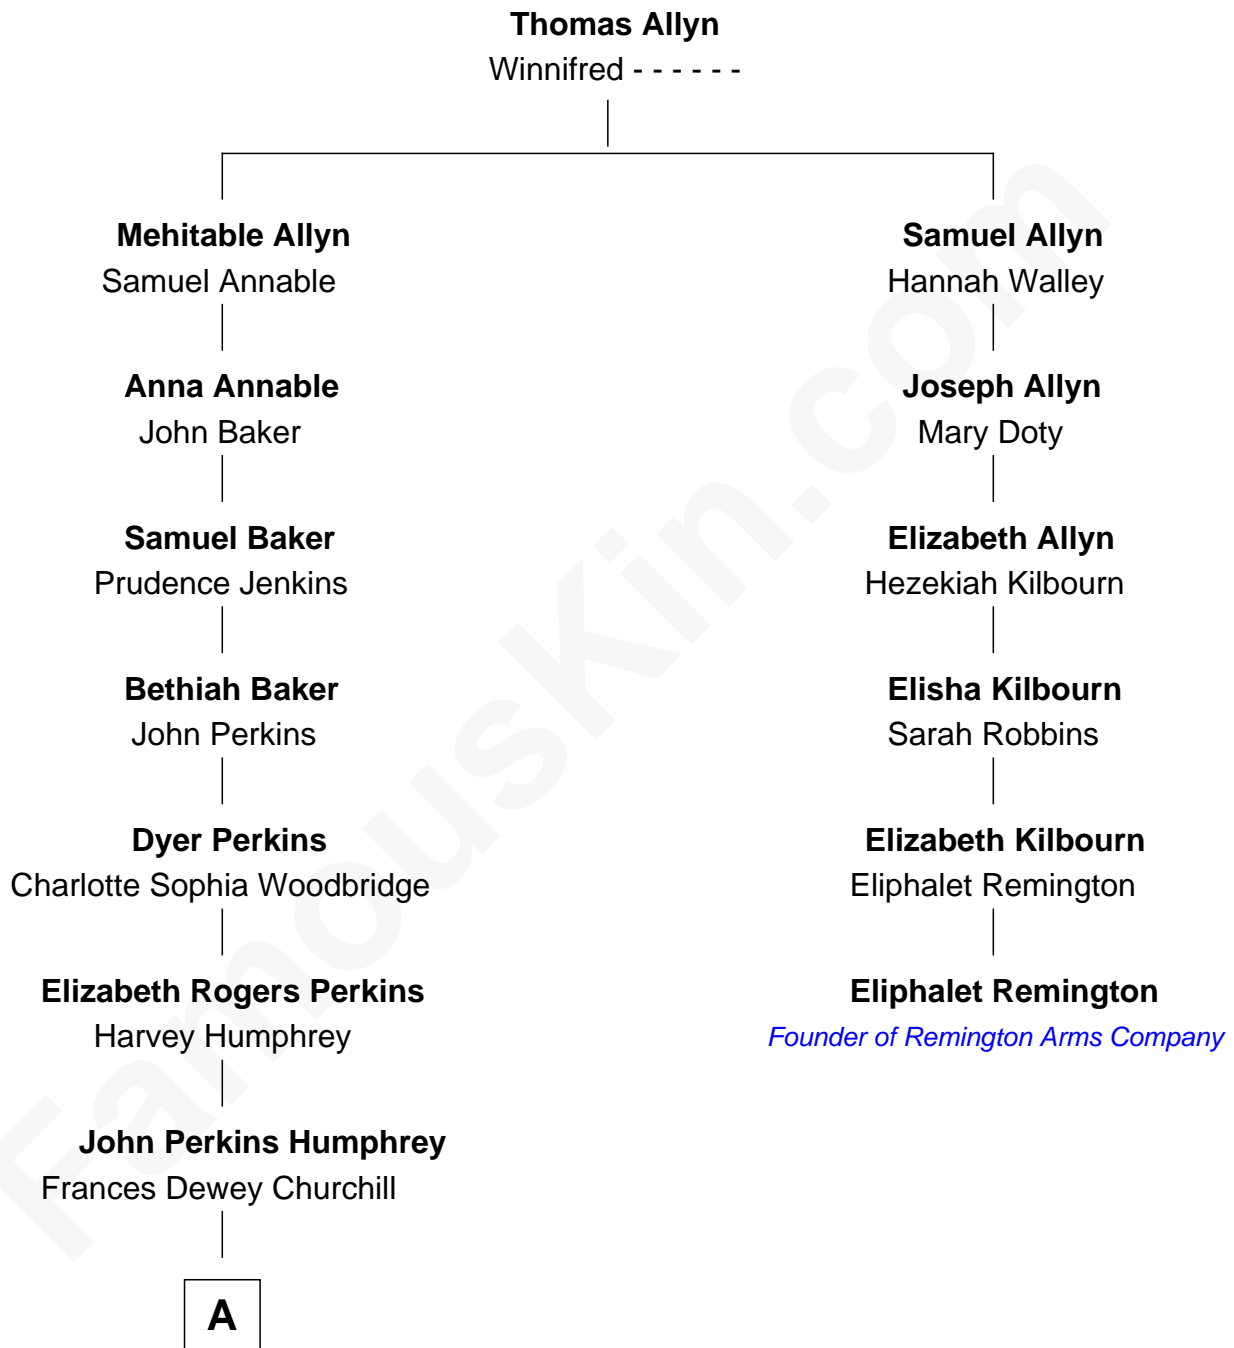 Thomas Allyn
Winnifred - - - - - -
Mehitable Allyn
Samuel Annable
Samuel Allyn
Hannah Walley
Anna Annable
John Baker
Joseph Allyn
Mary Doty
Samuel Baker
Prudence Jenkins
Elizabeth Allyn
Hezekiah Kilbourn
Bethiah Baker
John Perkins
Elisha Kilbourn
Sarah Robbins
Dyer Perkins
Charlotte Sophia Woodbridge
Elizabeth Kilbourn
Eliphalet Remington
Elizabeth Rogers Perkins
Harvey Humphrey
Eliphalet Remington
Founder of Remington Arms Company
John Perkins Humphrey
Frances Dewey Churchill
A
FamousKin.com